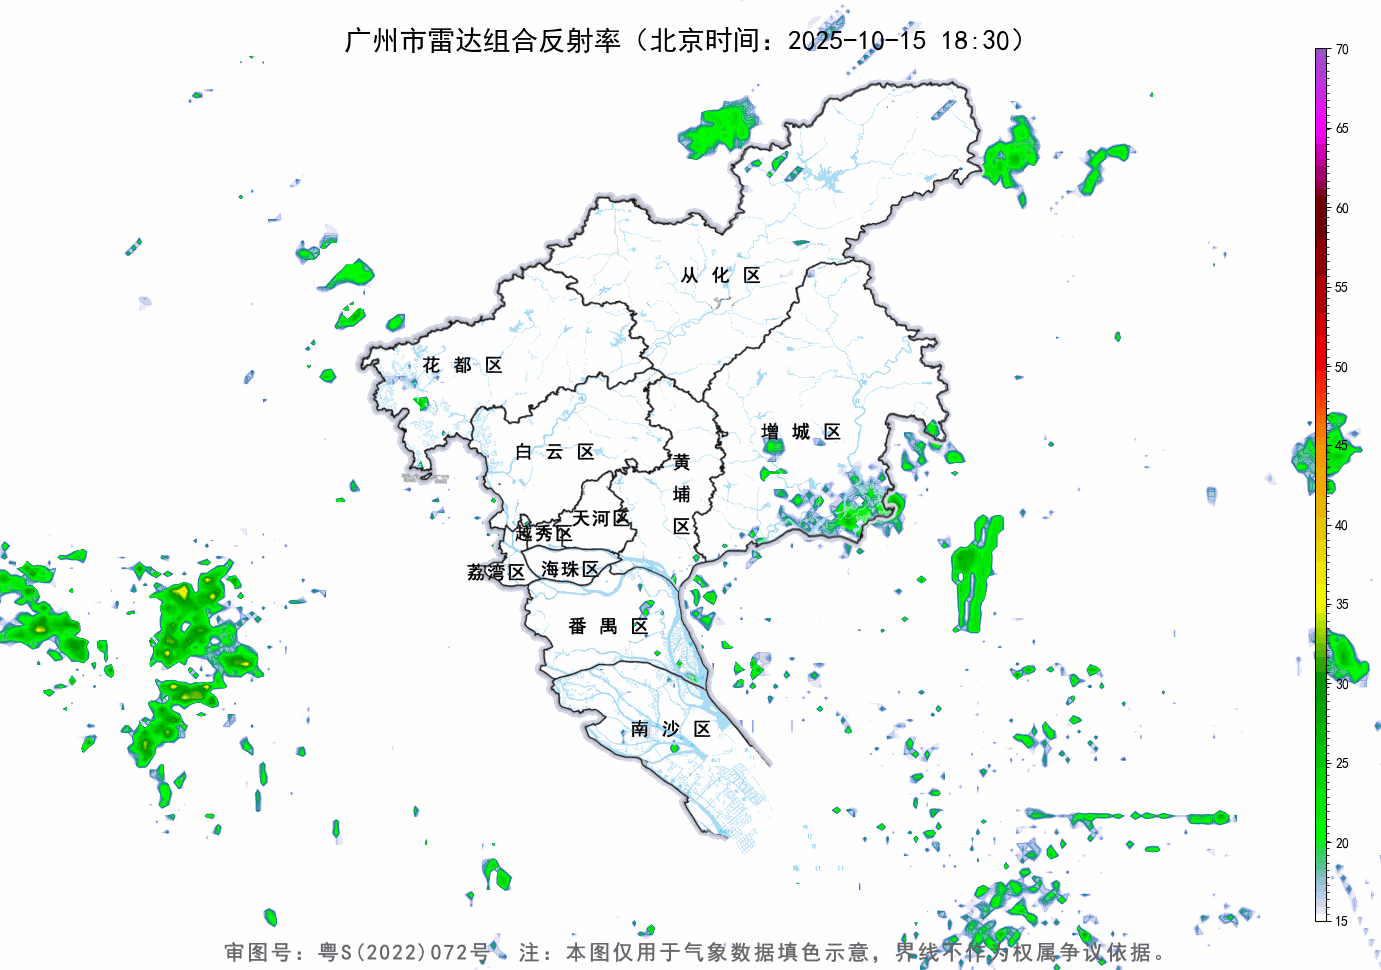 广州市雷达组合反射率（北京时间：2025-10-15 18:30）
70
65
60
55
50
45
40
35
30
25
20
15
从化区
花都区
增城区
白云区
黄埔区
天河区
越秀区
荔湾区
海珠区
番禺区
南沙区
审图号：粤S(2022)072号 注：本图仅用于气象数据填色示意，界线不作为权属争议依据。